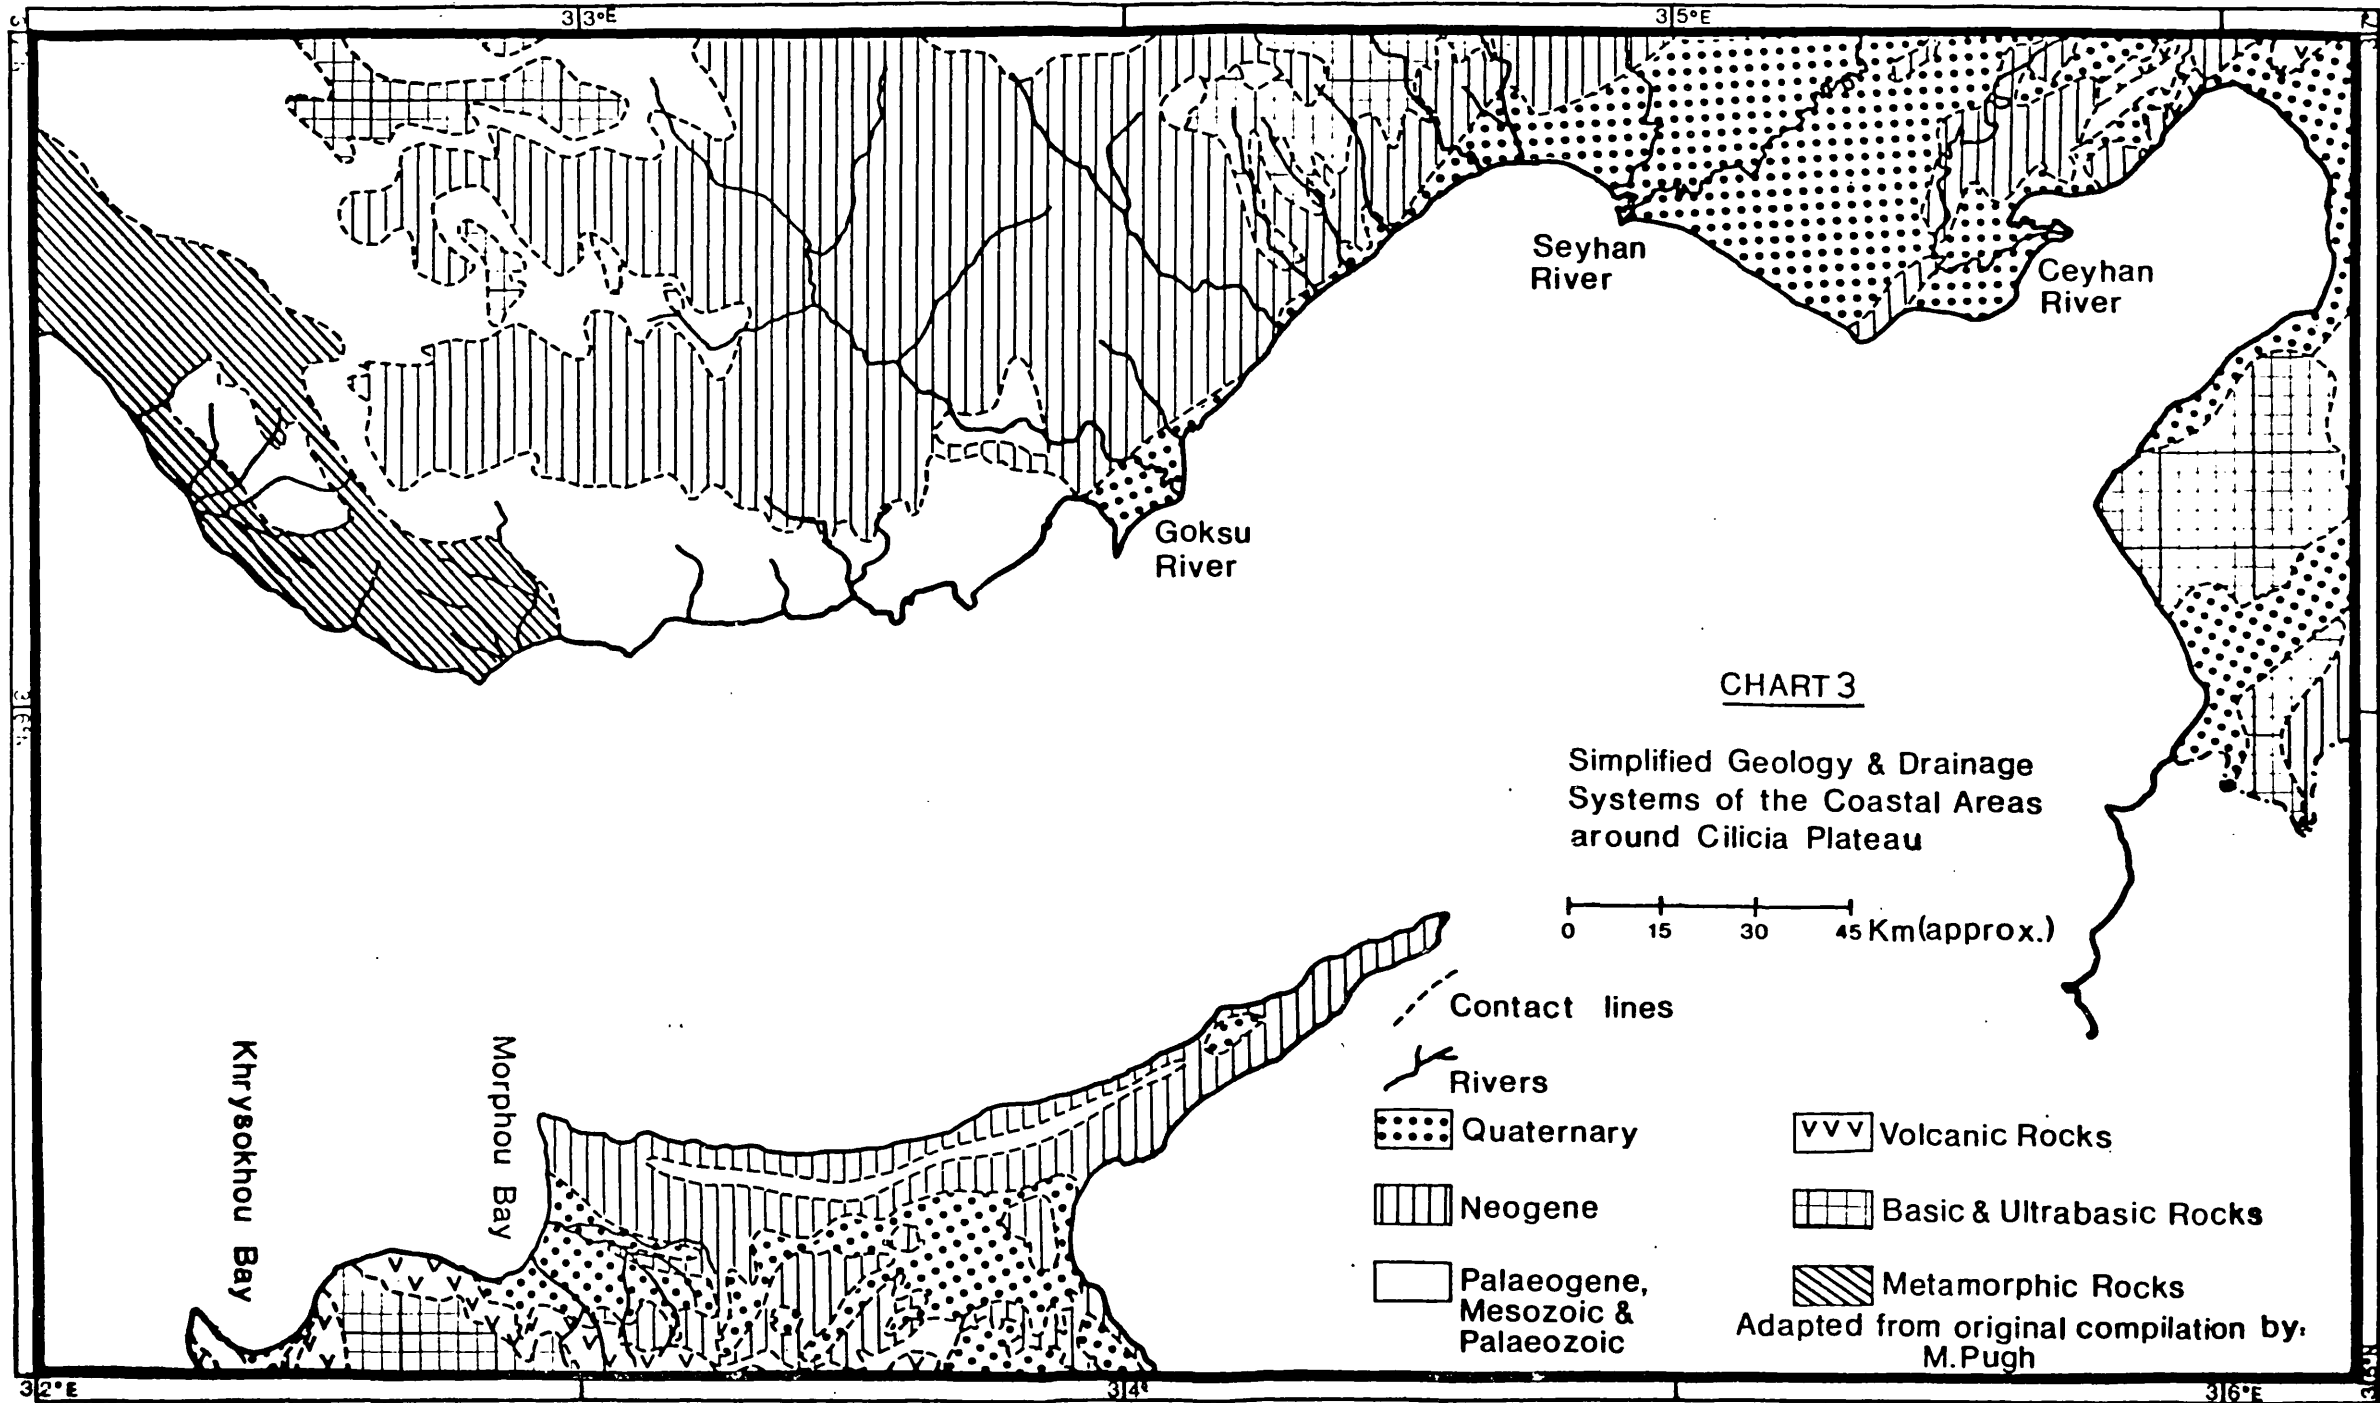 33°E
35°E
Seyhan
River
Ceyhan
River
Goksu
River
CHART 3
Simplified Geology & Drainage
Systems of the Coastal Areas
around Cilicia Plateau
0 15 30 45 Km(approx.)
Contact lines
Rivers
Quaternary
Neogene
Palaeogene,
Mesozoic &
Palaeozoic
Volcanic Rocks
Basic & Ultrabasic Rocks
Metamorphic Rocks
Adapted from original compilation by:
M.Pugh
Khrysokhou Bay
Morphou Bay
32°E
34°
36°E